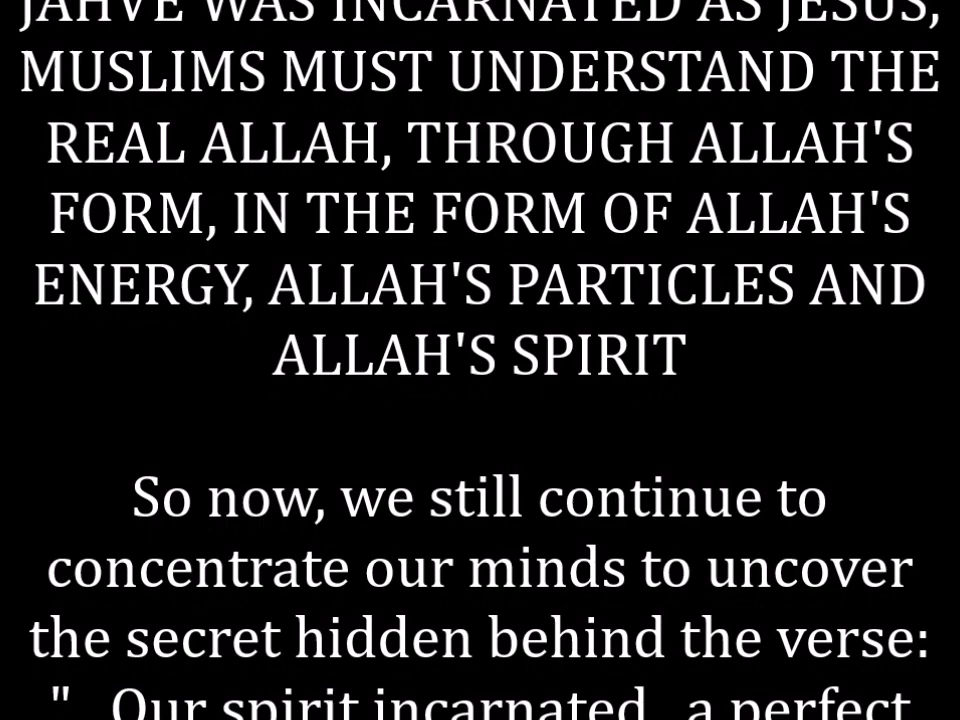 JAHVE WAS INCARNATED AS JESUS,
MUSLIMS MUST UNDERSTAND THE
REAL ALLAH, THROUGH ALLAH'S
FORM, IN THE FORM OF ALLAH'S
ENERGY, ALLAH'S PARTICLES AND
ALLAH'S SPIRIT
So now, we still continue to
concentrate our minds to uncover
the secret hidden behind the verse:
" Our spirit incarnated a perfect